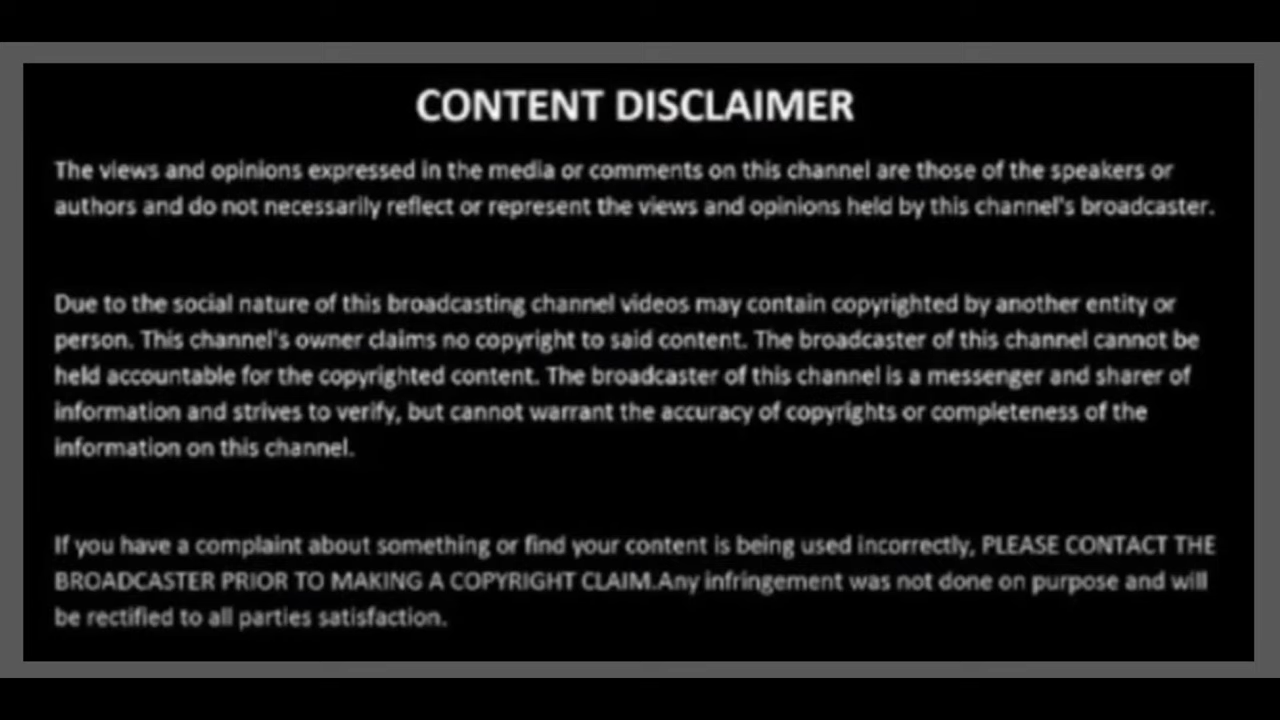 CONTENT DISCLAIMER
The views and opinions expressed in the media or comments on this channel are those of the speakers or
authors and do not necessarily reflect or represent the views and opinions held by this channel's broadcaster.
Due to the social nature of this broadcasting channel videos may contain copyrighted by another entity or
person. This channel's owner claims no copyright to said content. The broadcaster of this channel cannot be
held accountable for the copyrighted content. The broadcaster of this channel is a messenger and sharer of
information and strives to verify, but cannot warrant the accuracy of copyrights or completeness of the
information on this channel.
If you have a complaint about something or find your content is being used incorrectly, PLEASE CONTACT THE
BROADCASTER PRIOR TO MAKING A COPYRIGHT CLAIM.Any infringement was not done on purpose and will
be rectified to all parties satisfaction.